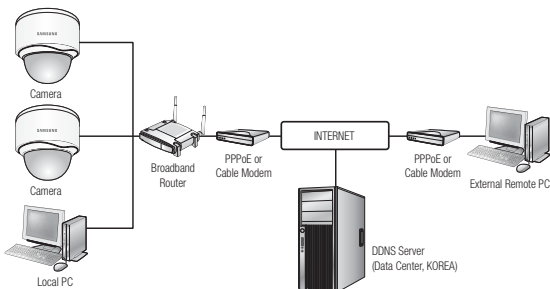 SAMSUNG
Camera
SAMSUNG
Camera
Local PC
Broadband
Router
PPPoE or
Cable Modem
INTERNET
DDNS Server
(Data Center, KOREA)
PPPoE or
Cable Modem
External Remote PC